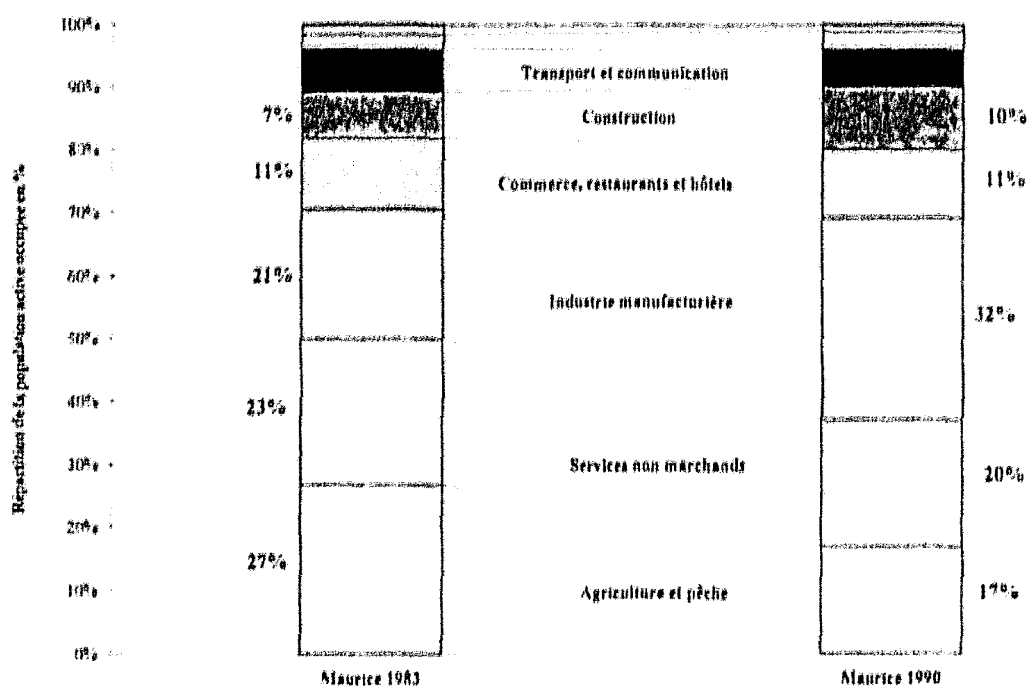 Répartition de la population active occupée en %
100%
90%
80%
70%
60%
50%
40%
30%
20%
10%
0%
7%
11%
21%
23%
27%
Transport et communication
Construction
Commerce, restaurants et hôtels
Industrie manufacturière
Services non marchands
Agriculture et pêche
10%
11%
32%
20%
17%
Maurice 1983
Maurice 1990